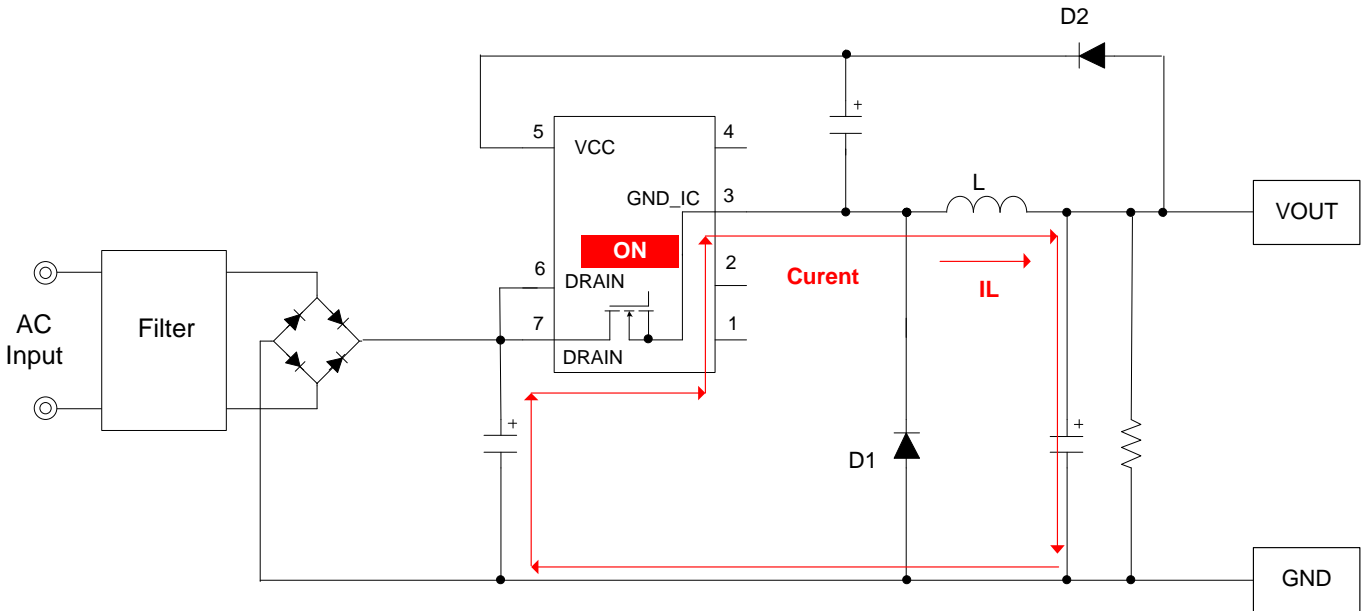 D2
5
VCC
4
GND_IC
3
L
VOUT
ON
6
DRAIN
2
Curent
IL
AC
Input
Filter
7
DRAIN
1
+
+
+
D1
GND